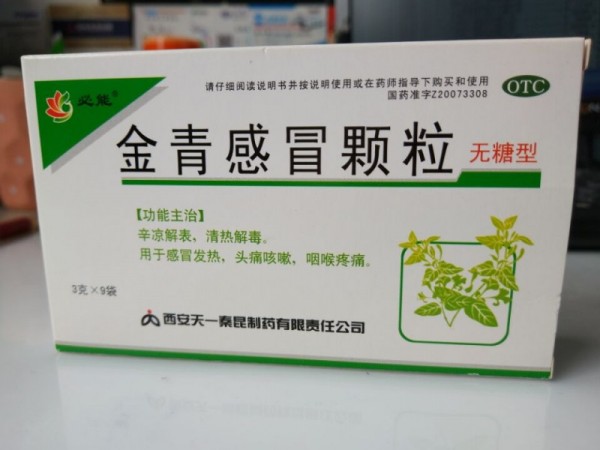 必能®
请仔细阅读说明书并按说明使用或在药师指导下购买和使用
国药准字Z20073308
OTC
金青感冒颗粒
无糖型
【功能主治】
辛凉解表，清热解毒。
用于感冒发热，头痛咳嗽，咽喉疼痛。
3克×9袋
西安天一秦昆制药有限责任公司